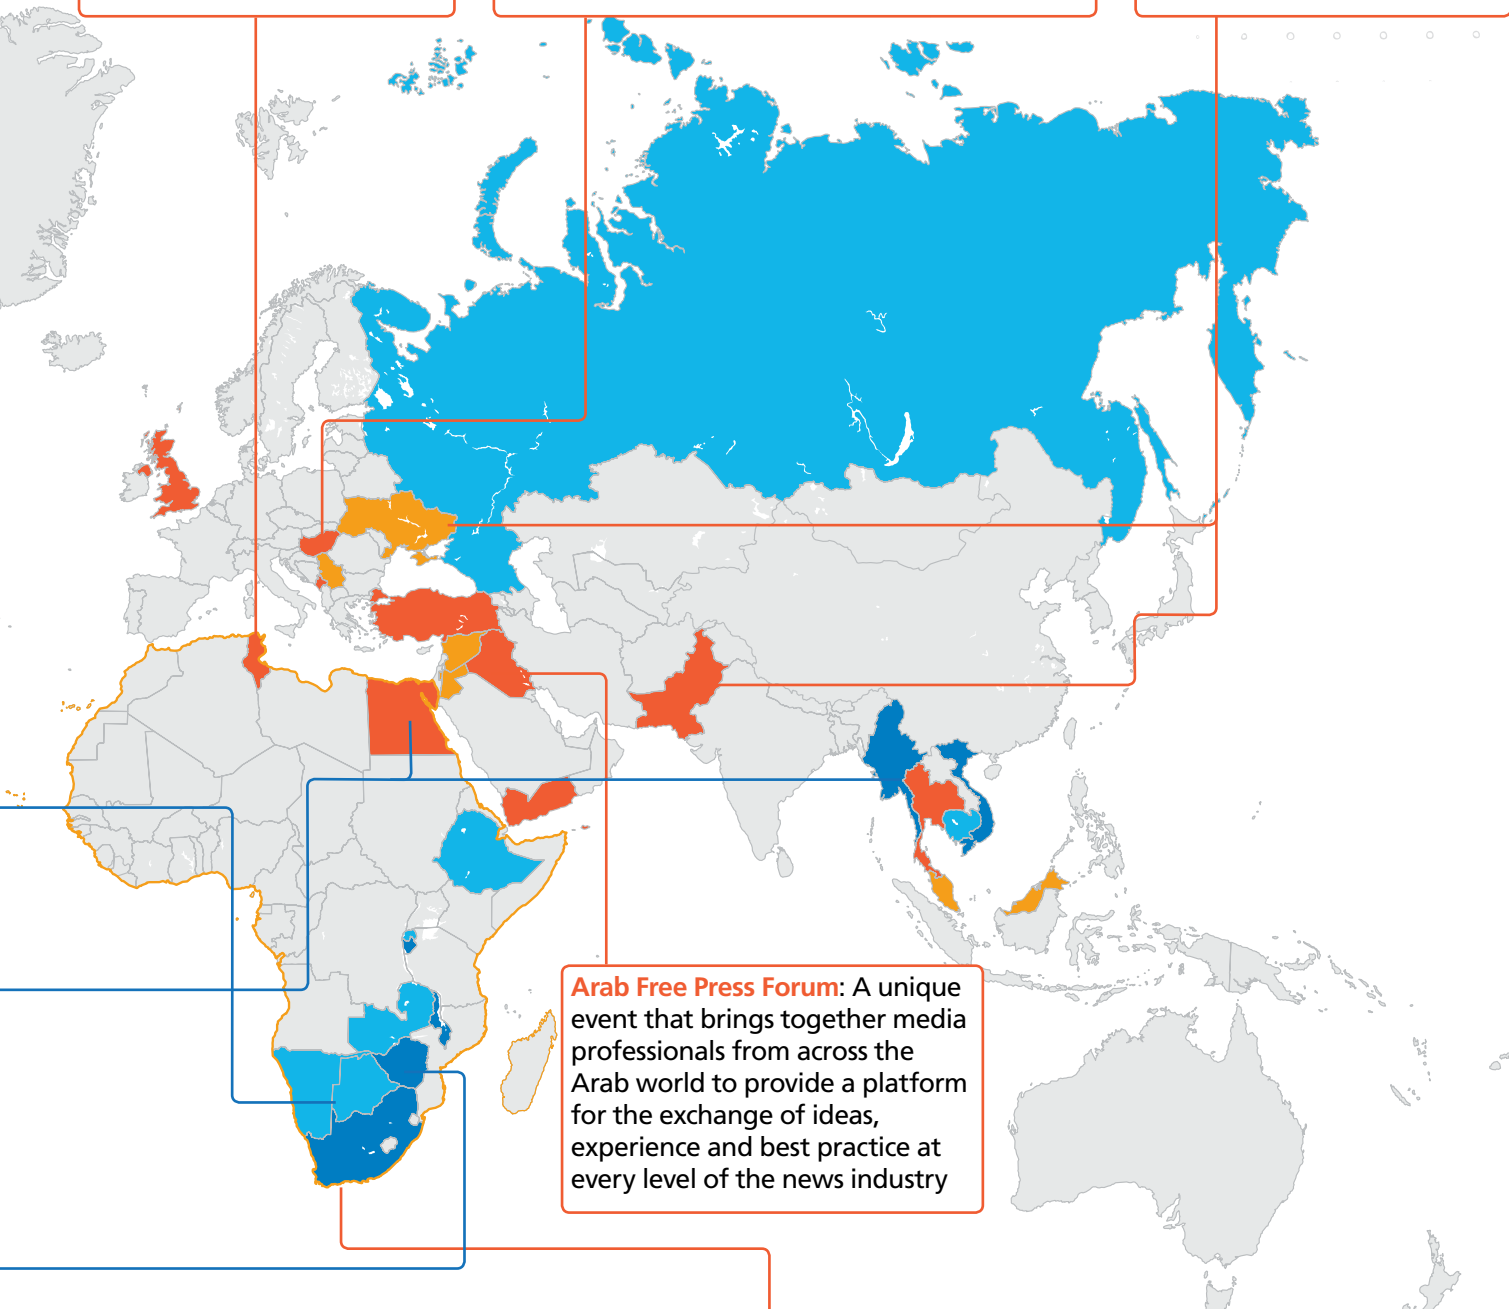 Arab Free Press Forum: A unique
event that brings together media
professionals from across the
Arab world to provide a platform
for the exchange of ideas,
experience and best practice at
every level of the news industry